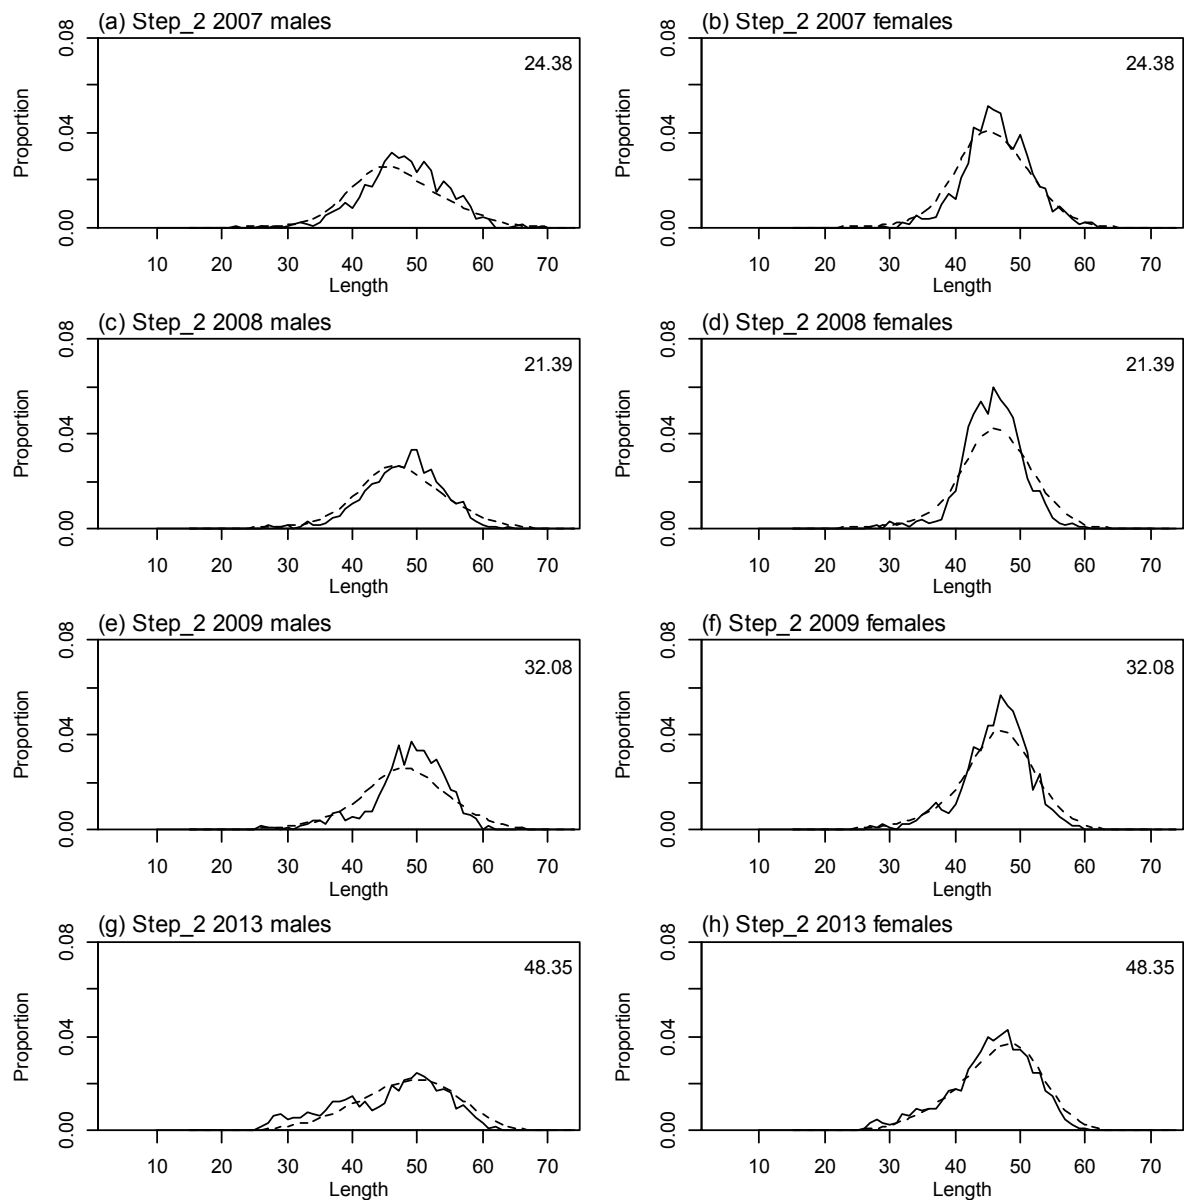 (a) Step_2 2007 males
(b) Step_2 2007 females
0.08
24.38
Proportion
0.04
0.00
10 20 30 40 50 60 70
Length
0.08
24.38
Proportion
0.04
0.00
10 20 30 40 50 60 70
Length
(c) Step_2 2008 males
(d) Step_2 2008 females
0.08
21.39
Proportion
0.04
0.00
10 20 30 40 50 60 70
Length
0.08
21.39
Proportion
0.04
0.00
10 20 30 40 50 60 70
Length
(e) Step_2 2009 males
(f) Step_2 2009 females
0.08
32.08
Proportion
0.04
0.00
10 20 30 40 50 60 70
Length
0.08
32.08
Proportion
0.04
0.00
10 20 30 40 50 60 70
Length
(g) Step_2 2013 males
(h) Step_2 2013 females
0.08
48.35
Proportion
0.04
0.00
10 20 30 40 50 60 70
Length
0.08
48.35
Proportion
0.04
0.00
10 20 30 40 50 60 70
Length